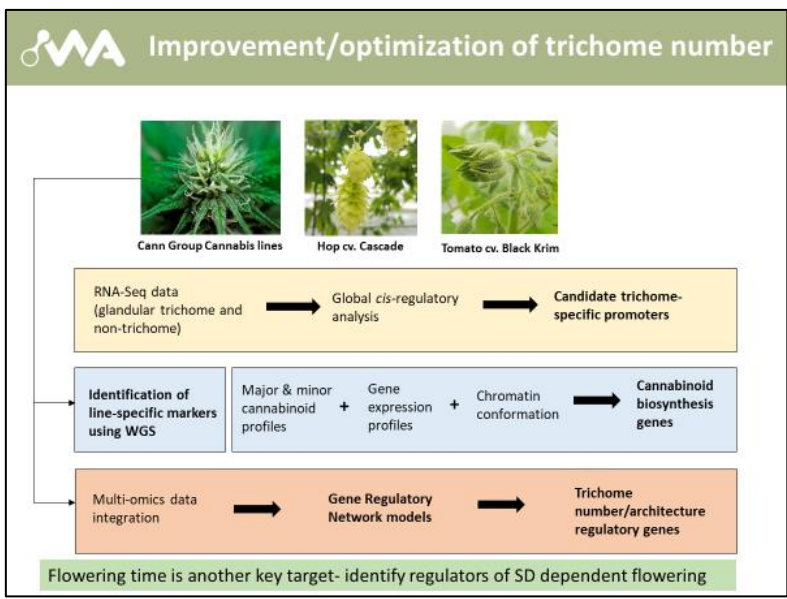 Improvement/optimization of trichome number
Cann Group Cannabis lines
Hop cv. Cascade
Tomato cv. Black Krim
RNA-Seq data
(glandular trichome and
non-trichome)
Global cis-regulatory
analysis
Candidate trichome-
specific promoters
Identification of
line-specific markers
using WGS
Major & minor
cannabinoid
profiles
+
Gene
expression
profiles
+
Chromatin
conformation
Cannabinoid
biosynthesis
genes
Multi-omics data
integration
Gene Regulatory
Network models
Trichome
number/architecture
regulatory genes
Flowering time is another key target- identify regulators of SD dependent flowering